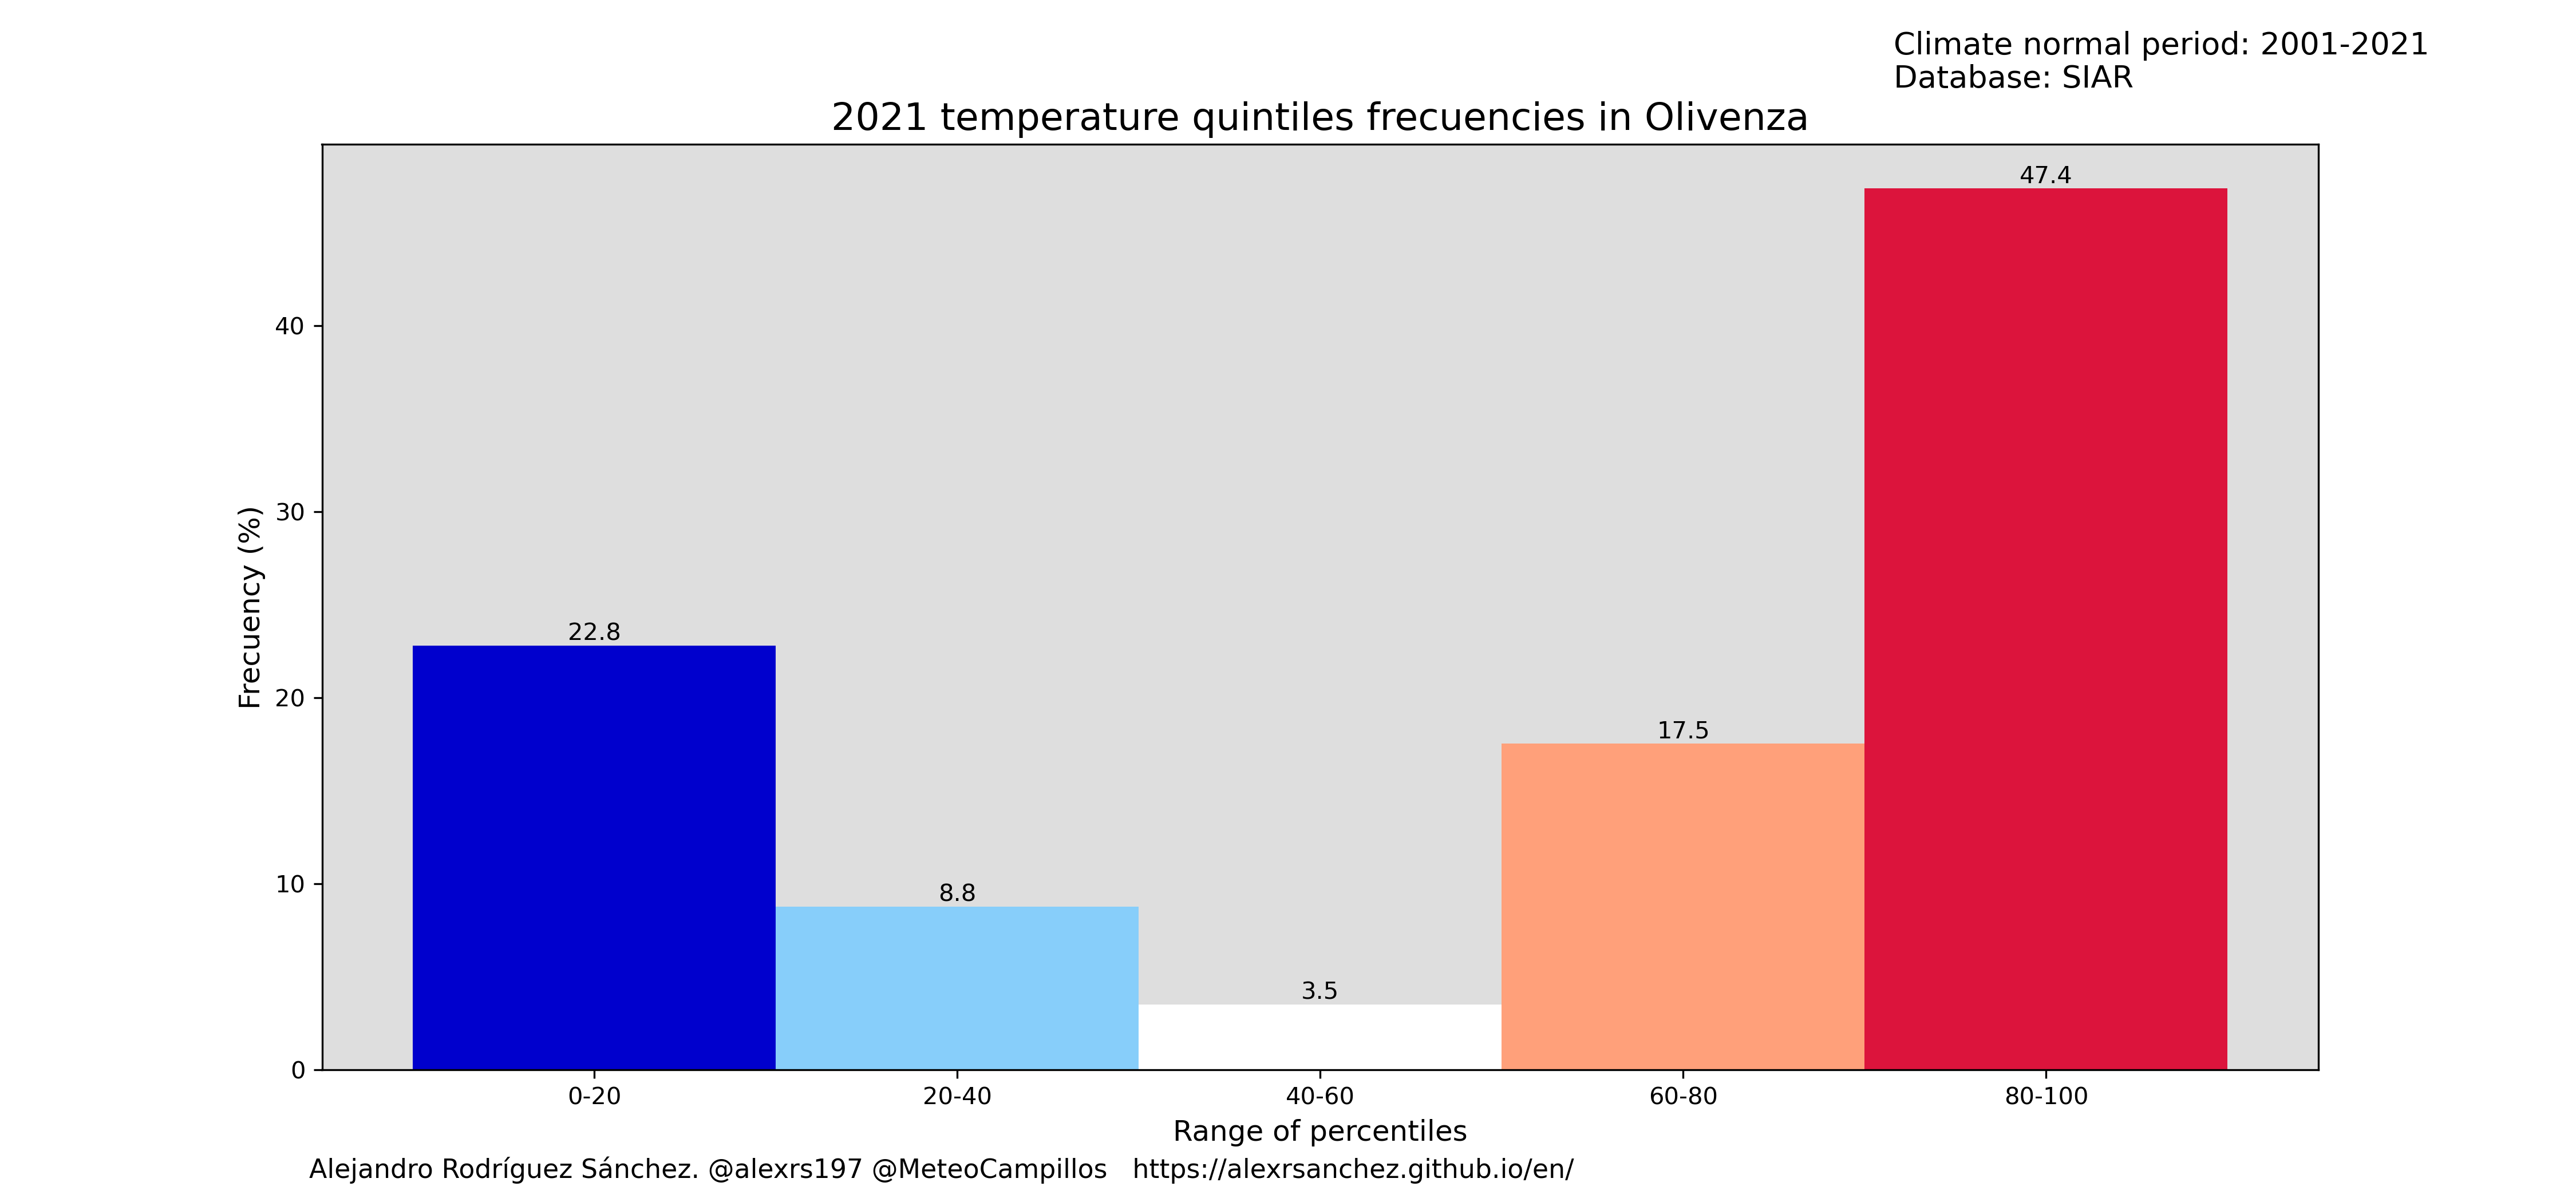 Climate normal period: 2001-2021
Database: SIAR
2021 temperature quintiles frecuencies in Olivenza
47.4
40
30
22.8
20
17.5
10
8.8
3.5
0
Frecuency (%)
0-20 20-40 40-60 60-80 80-100
Range of percentiles
Alejandro Rodríguez Sánchez. @alexrs197 @MeteoCampillos https://alexrsanchez.github.io/en/